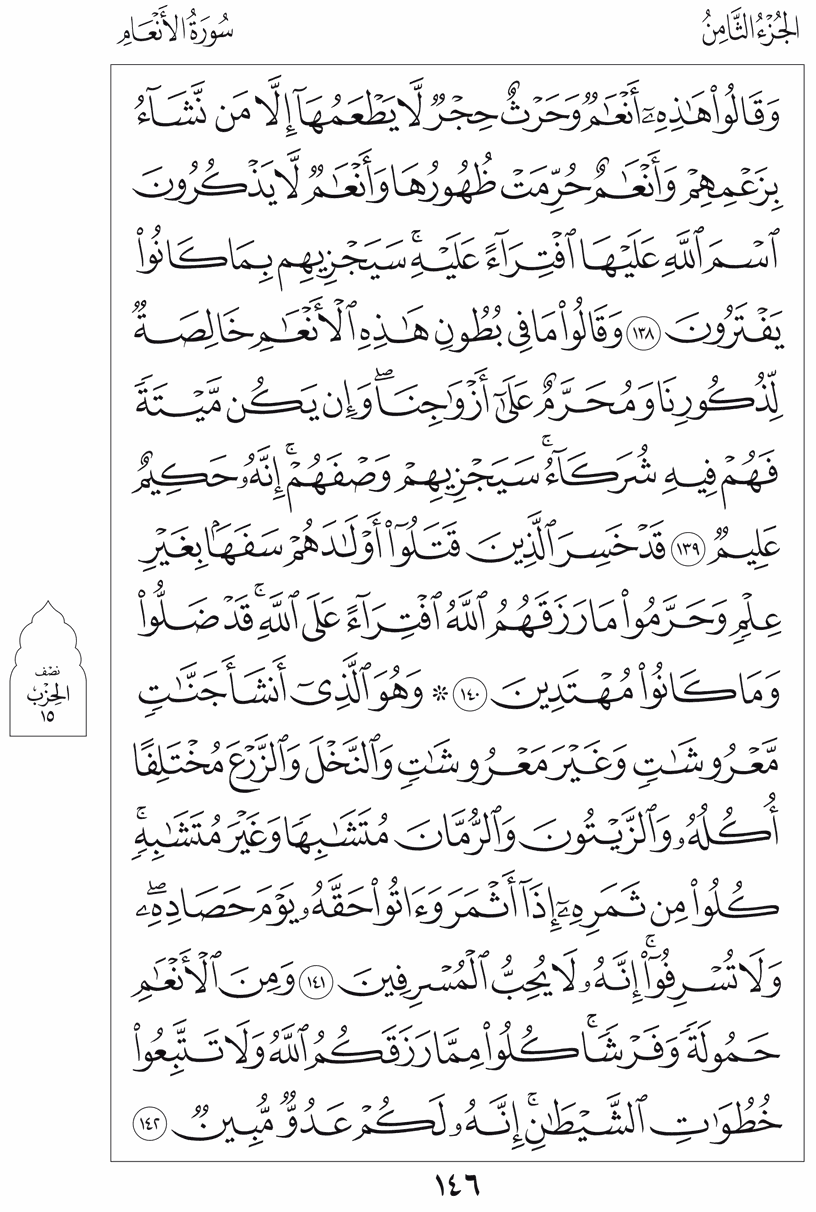 الجُزْءُ الثَّامِنُ
سُورَةُ الأَنْعَامِ
وَقَالُوا۟ هَٰذِهِۦٓ أَنْعَٰمٌ وَحَرْثٌ حِجْرٌ لَّا يَطْعَمُهَآ إِلَّا مَن نَّشَآءُ
بِزَعْمِهِمْ وَأَنْعَٰمٌ حُرِّمَتْ ظُهُورُهَا وَأَنْعَٰمٌ لَّا يَذْكُرُونَ
ٱسْمَ ٱللَّهِ عَلَيْهَا ٱفْتِرَآءً عَلَيْهِ ۚ سَيَجْزِيهِم بِمَا كَانُوا۟
يَفْتَرُونَ ١٣٨ وَقَالُوا۟ مَا فِى بُطُونِ هَٰذِهِ ٱلْأَنْعَٰمِ خَالِصَةٌ
لِّذُكُورِنَا وَمُحَرَّمٌ عَلَىٰٓ أَزْوَٰجِنَا ۖ وَإِن يَكُن مَّيْتَةً
فَهُمْ فِيهِ شُرَكَآءُ ۚ سَيَجْزِيهِمْ وَصْفَهُمْ ۚ إِنَّهُۥ حَكِيمٌ
عَلِيمٌ ١٣٩ قَدْ خَسِرَ ٱلَّذِينَ قَتَلُوٓا۟ أَوْلَٰدَهُمْ سَفَهًۢا بِغَيْرِ
عِلْمٍ وَحَرَّمُوا۟ مَا رَزَقَهُمُ ٱللَّهُ ٱفْتِرَآءً عَلَى ٱللَّهِ ۚ قَدْ ضَلُّوا۟
وَمَا كَانُوا۟ مُهْتَدِينَ ١٤٠ ۞ وَهُوَ ٱلَّذِىٓ أَنشَأَ جَنَّٰتٍ
مَّعْرُوشَٰتٍ وَغَيْرَ مَعْرُوشَٰتٍ وَٱلنَّخْلَ وَٱلزَّرْعَ مُخْتَلِفًا
أُكُلُهُۥ وَٱلزَّيْتُونَ وَٱلرُّمَّانَ مُتَشَٰبِهًا وَغَيْرَ مُتَشَٰبِهٍ ۚ
كُلُوا۟ مِن ثَمَرِهِۦٓ إِذَآ أَثْمَرَ وَءَاتُوا۟ حَقَّهُۥ يَوْمَ حَصَادِهِۦ ۖ
وَلَا تُسْرِفُوٓا۟ ۚ إِنَّهُۥ لَا يُحِبُّ ٱلْمُسْرِفِينَ ١٤١ وَمِنَ ٱلْأَنْعَٰمِ
حَمُولَةً وَفَرْشًا ۚ كُلُوا۟ مِمَّا رَزَقَكُمُ ٱللَّهُ وَلَا تَتَّبِعُوا۟
خُطُوَٰتِ ٱلشَّيْطَٰنِ ۚ إِنَّهُۥ لَكُمْ عَدُوٌّ مُّبِينٌ ١٤٢
نصف
الحزب
١٥
١٤٦